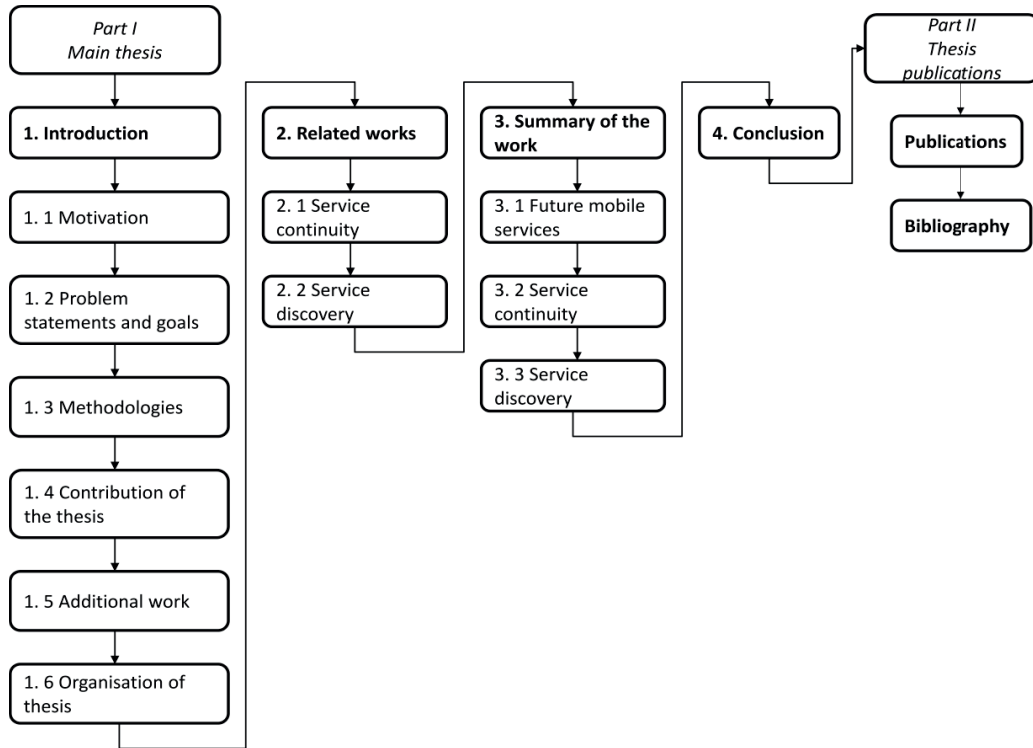 Part I
Main thesis
1. Introduction
1. 1 Motivation
1. 2 Problem
statements and goals
1. 3 Methodologies
1. 4 Contribution of
the thesis
1. 5 Additional work
1. 6 Organisation of
thesis
2. Related works
2. 1 Service
continuity
2. 2 Service
discovery
3. Summary of the
work
3. 1 Future mobile
services
3. 2 Service
continuity
3. 3 Service
discovery
4. Conclusion
Part II
Thesis
publications
Publications
Bibliography